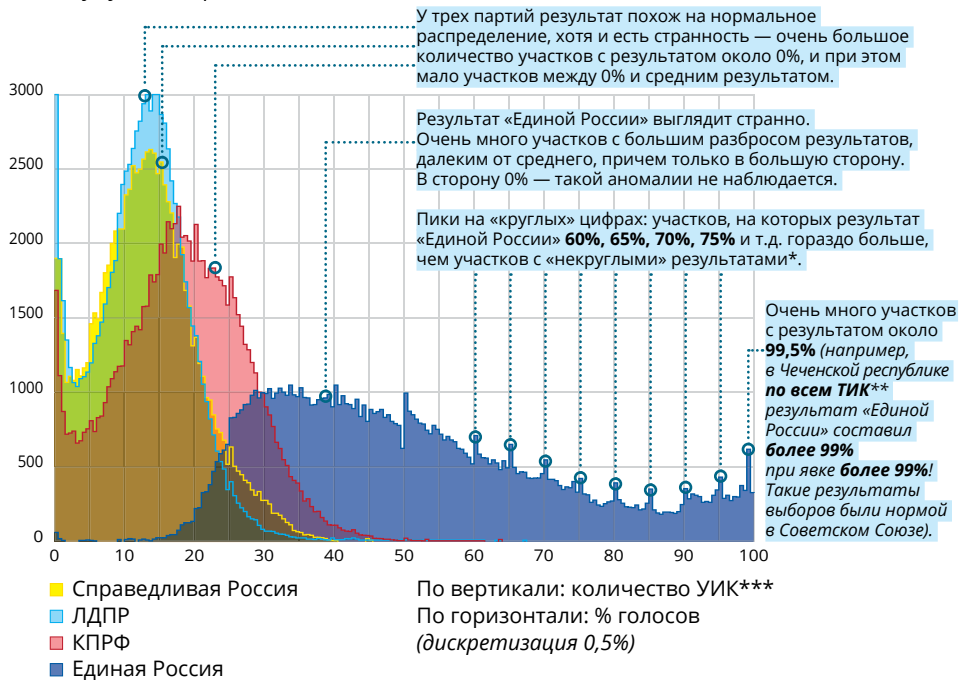 У трех партий результат похож на нормальное
распределение, хотя и есть странность — очень большое
количество участков с результатом около 0%, и при этом
мало участков между 0% и средним результатом.
Результат «Единой России» выглядит странно.
Очень много участков с большим разбросом результатов,
далеким от среднего, причем только в большую сторону.
В сторону 0% — такой аномалии не наблюдается.
Пики на «круглых» цифрах: участков, на которых результат
«Единой России» 60%, 65%, 70%, 75% и т.д. гораздо больше,
чем участков с «некруглыми» результатами*.
Очень много участков
с результатом около
99,5% (например,
в Чеченской республике
по всем ТИК**
результат «Единой
России» составил
более 99%
при явке более 99%!
Такие результаты
выборов были нормой
в Советском Союзе).
3000
2500
2000
1500
1000
500
0
0 10 20 30 40 50 60 70 80 90 100
Справедливая Россия
ЛДПР
КПРФ
Единая Россия
По вертикали: количество УИК***
По горизонтали: % голосов
(дискретизация 0,5%)